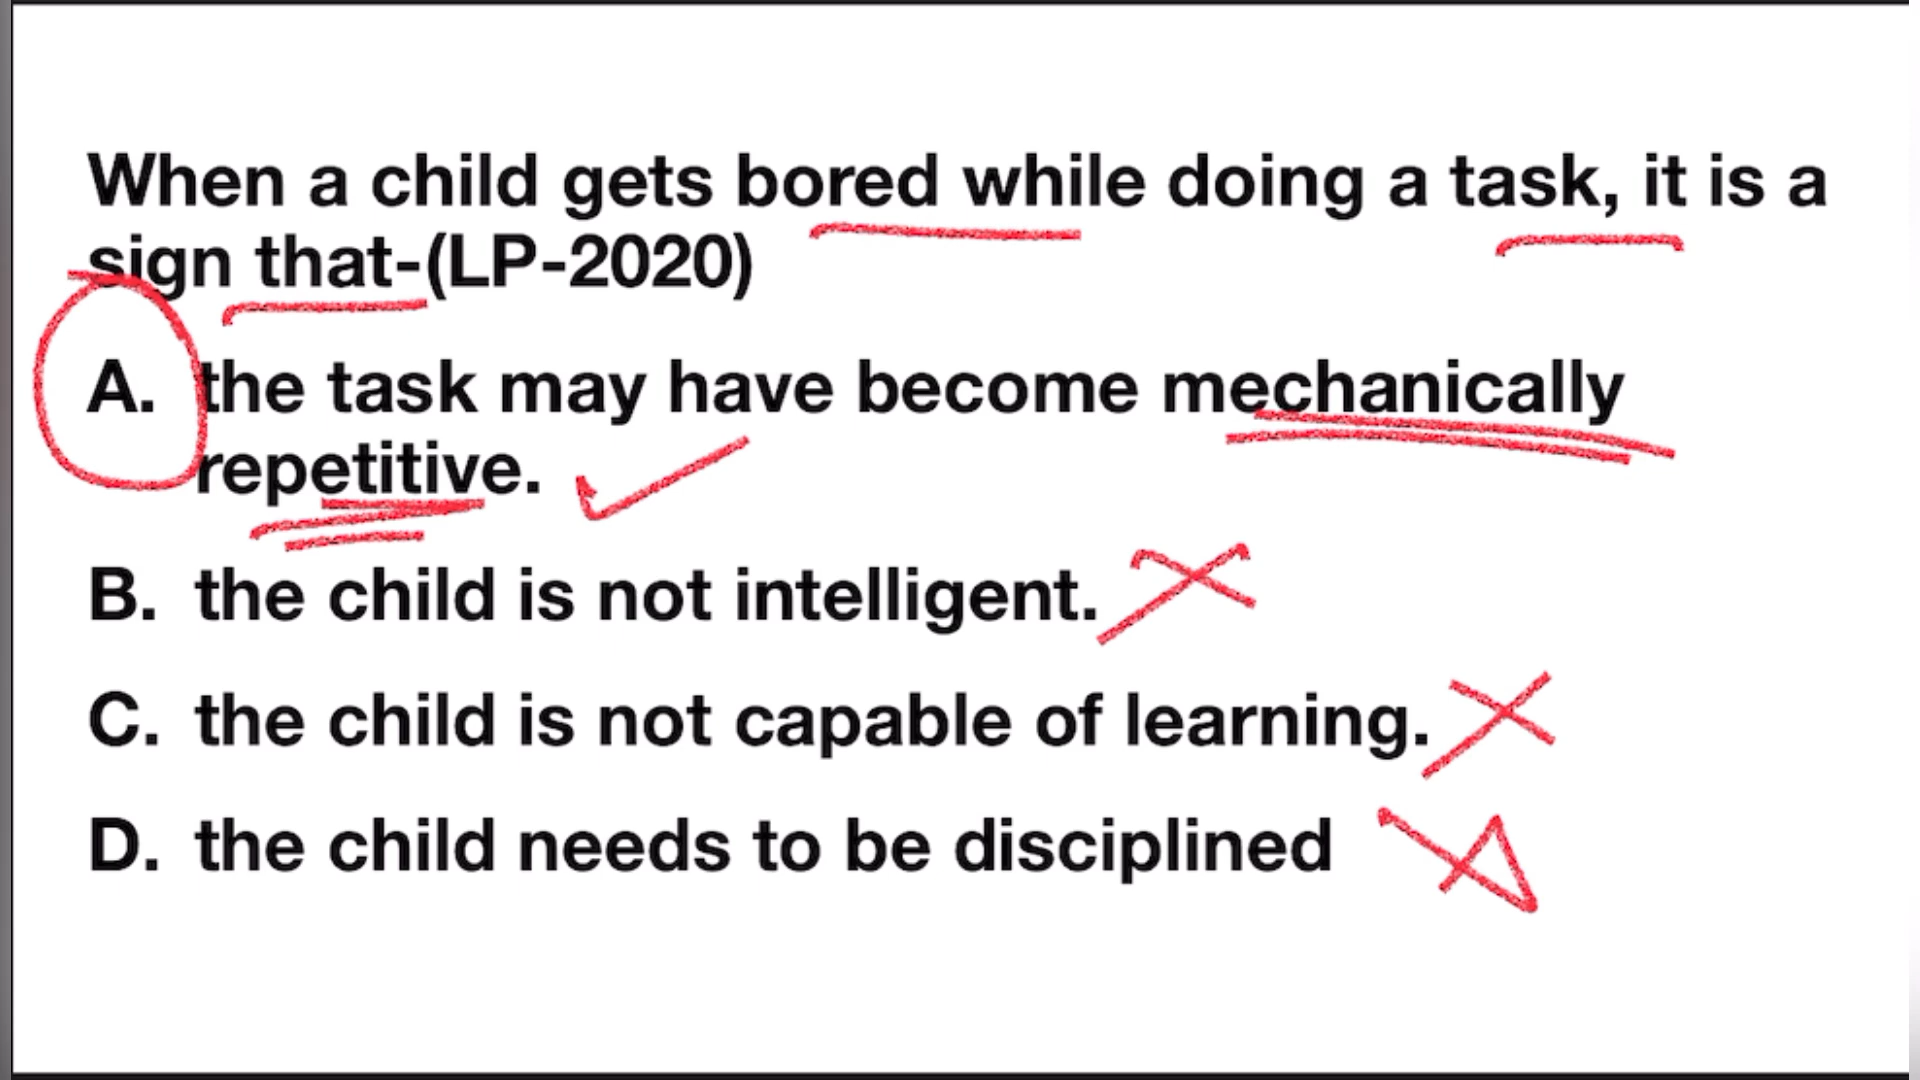 When a child gets bored while doing a task, it is a
sign that-(LP-2020)
A. the task may have become mechanically
repetitive.
B. the child is not intelligent.
C. the child is not capable of learning.
D. the child needs to be disciplined